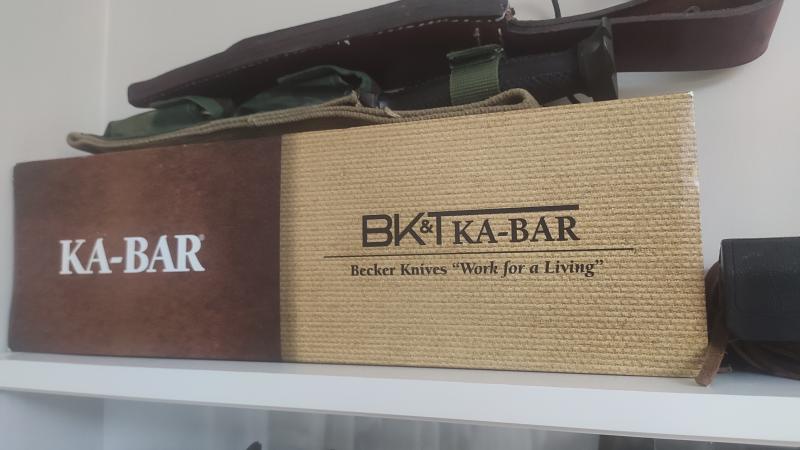 KA-BAR®
BK&T KA-BAR
Becker Knives “Work for a Living”